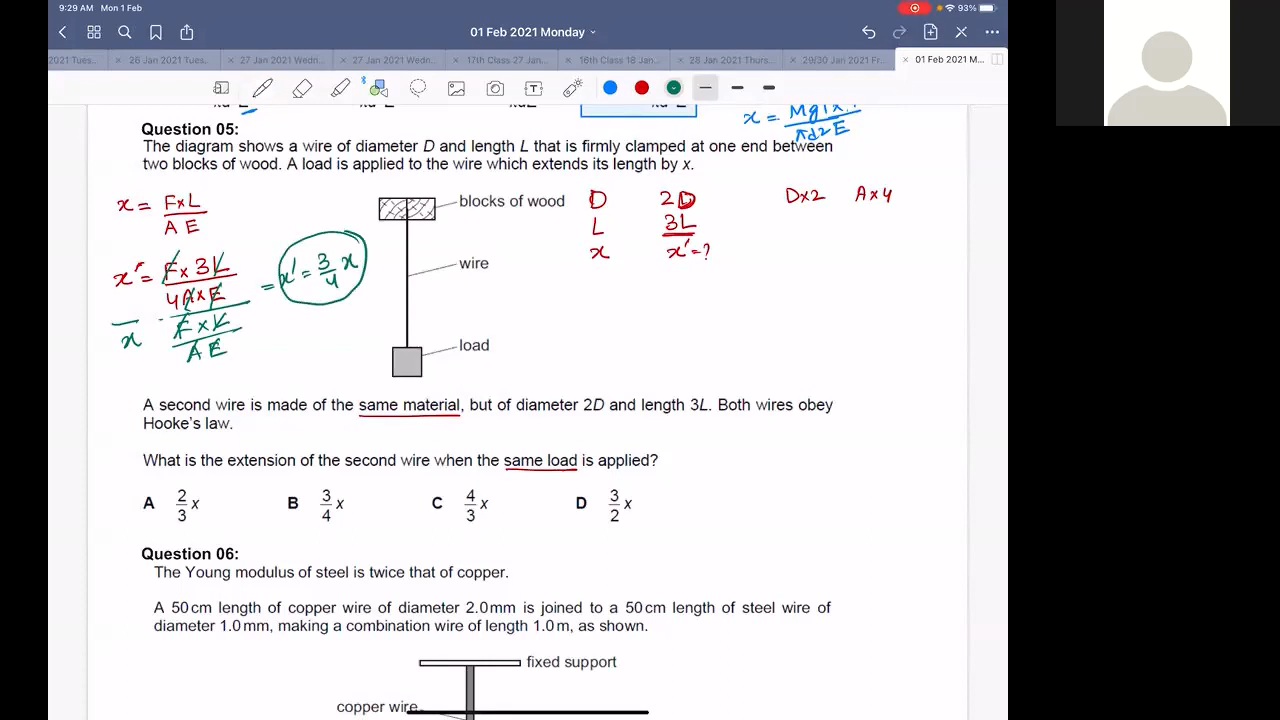 9:29 AM Mon 1 Feb
93%
01 Feb 2021 Monday
2021 Tues...
26 Jan 2021 Tuesd...
27 Jan 2021 Wedn...
27 Jan 2021 Wedn...
17th Class 27 Jan...
16th Class 18 Jan...
28 Jan 2021 Thurs...
29/30 Jan 2021 Fr...
01 Feb 2021 M...
Question 05:
x = MgL×4 / πd2E
The diagram shows a wire of diameter D and length L that is firmly clamped at one end between
two blocks of wood. A load is applied to the wire which extends its length by x.
x = F×L / A E
blocks of wood
D 2D D×2 A×4
L 3L
x x' = ?
x' = F × 3L / 4A×E
x F × L / A E
= x' = 3/4 x
wire
load
A second wire is made of the same material, but of diameter 2D and length 3L. Both wires obey
Hooke's law.
What is the extension of the second wire when the same load is applied?
A 2/3 x B 3/4 x C 4/3 x D 3/2 x
Question 06:
The Young modulus of steel is twice that of copper.
A 50 cm length of copper wire of diameter 2.0 mm is joined to a 50 cm length of steel wire of
diameter 1.0 mm, making a combination wire of length 1.0 m, as shown.
fixed support
copper wire